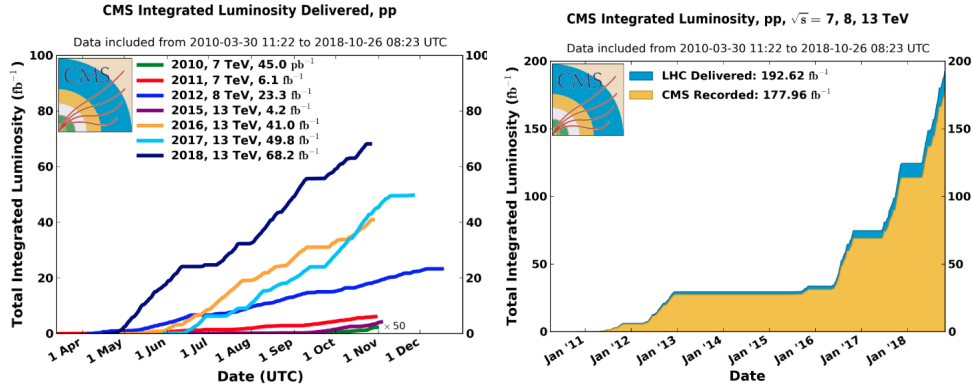 CMS Integrated Luminosity Delivered, pp
Data included from 2010-03-30 11:22 to 2018-10-26 08:23 UTC
CMS
2010, 7 TeV, 45.0 pb⁻¹
2011, 7 TeV, 6.1 fb⁻¹
2012, 8 TeV, 23.3 fb⁻¹
2015, 13 TeV, 4.2 fb⁻¹
2016, 13 TeV, 41.0 fb⁻¹
2017, 13 TeV, 49.8 fb⁻¹
2018, 13 TeV, 68.2 fb⁻¹
Total Integrated Luminosity (fb⁻¹)
100
80
60
40
20
0
100
80
60
40
20
0
× 50
1 Apr
1 May
1 Jun
1 Jul
1 Aug
1 Sep
1 Oct
1 Nov
1 Dec
Date (UTC)
CMS Integrated Luminosity, pp, √s = 7, 8, 13 TeV
Data included from 2010-03-30 11:22 to 2018-10-26 08:23 UTC
CMS
LHC Delivered: 192.62 fb⁻¹
CMS Recorded: 177.96 fb⁻¹
Total Integrated Luminosity (fb⁻¹)
200
150
100
50
0
200
150
100
50
0
Jan '11
Jan '12
Jan '13
Jan '14
Jan '15
Jan '16
Jan '17
Jan '18
Date